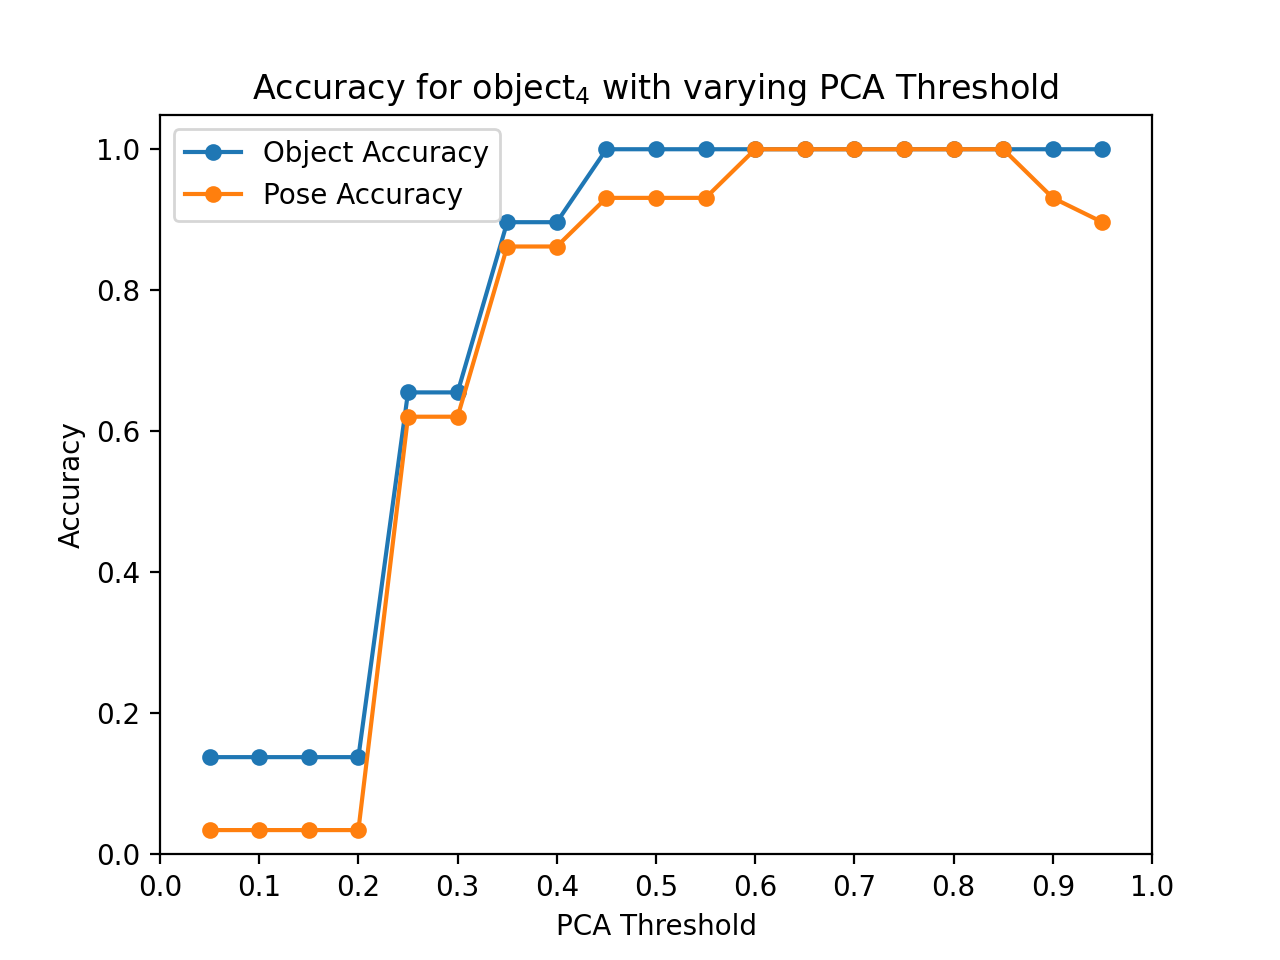 Accuracy for object₄ with varying PCA Threshold
Object Accuracy
Pose Accuracy
Accuracy
1.0
0.8
0.6
0.4
0.2
0.0
0.0 0.1 0.2 0.3 0.4 0.5 0.6 0.7 0.8 0.9 1.0
PCA Threshold